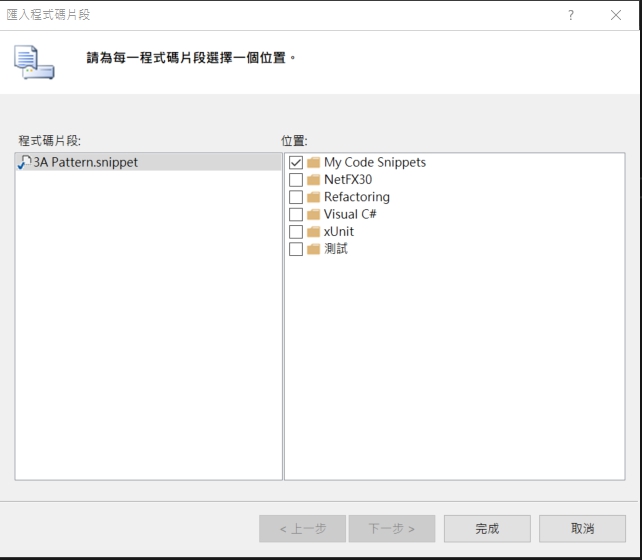 匯入程式碼片段
?
請為每一程式碼片段選擇一個位置。
程式碼片段:
位置:
3A Pattern.snippet
My Code Snippets
NetFX30
Refactoring
Visual C#
xUnit
測試
< 上一步
下一步 >
完成
取消